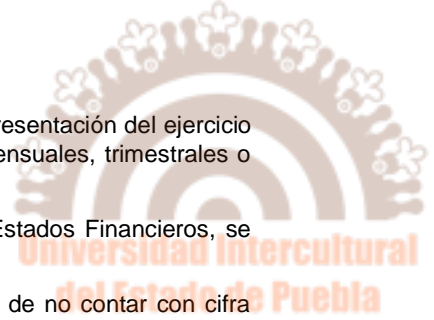 resentación del ejercicio
ensuales, trimestrales o
Estados Financieros, se
Universidad Intercultural
del Estado de Puebla
de no contar con cifra